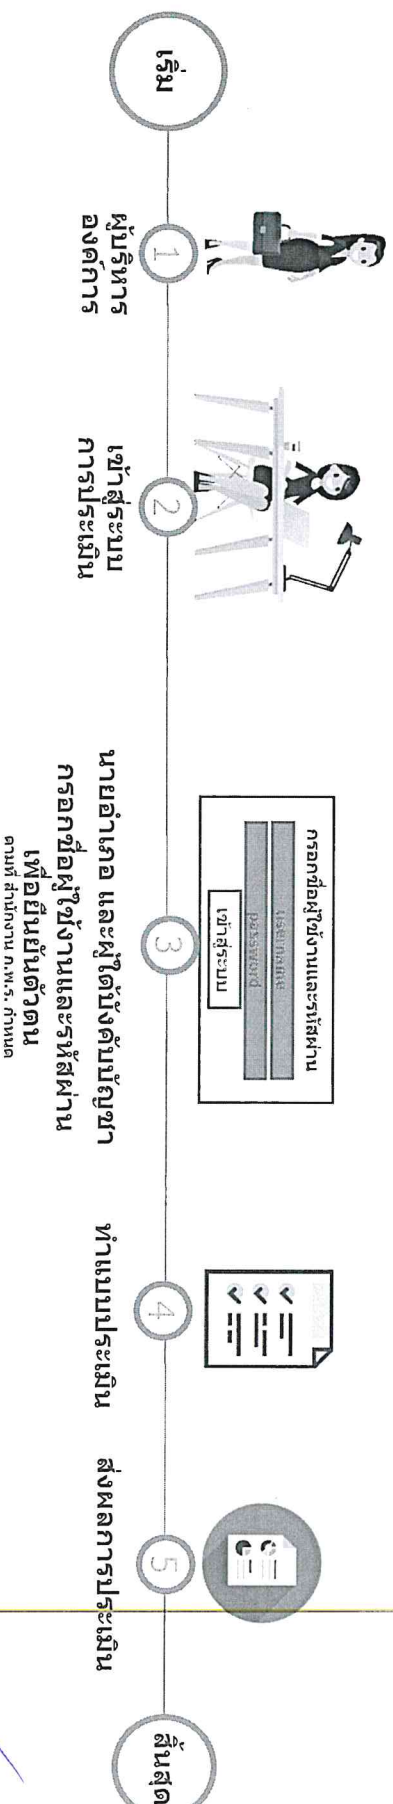 เริ่ม
1
ผู้บริหาร
องค์การ
2
เข้าสู่ระบบ
การประเมิน
กรอกชื่อผู้ใช้งานและรหัสผ่าน
username
password
เข้าสู่ระบบ
3
นายอำเภอ และผู้ใต้บังคับบัญชา
กรอกชื่อผู้ใช้งานและรหัสผ่าน
เพื่อยืนยันตัวตน
ตามที่ สำนักงาน ก.พ.ร. กำหนด
4
ทำแบบประเมิน
5
ส่งผลการประเมิน
สิ้นสุด